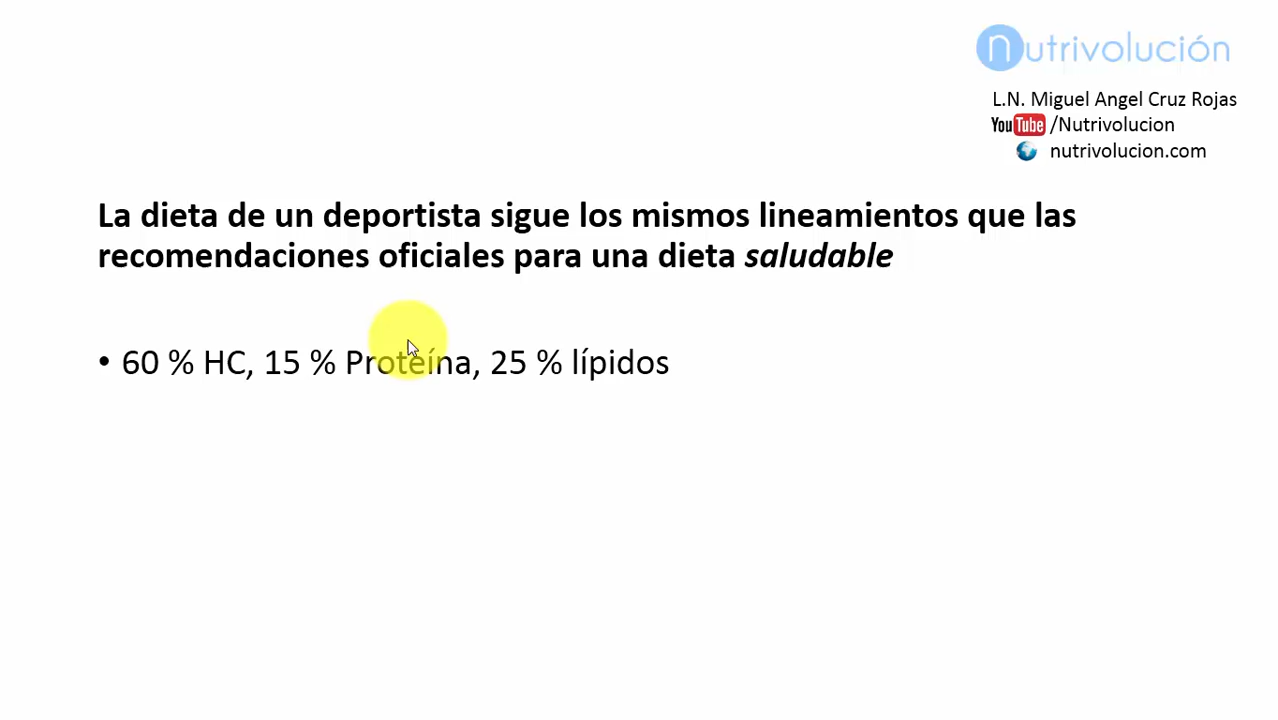 nutrivolución
L.N. Miguel Angel Cruz Rojas
YouTube /Nutrivolucion
nutrivolucion.com
La dieta de un deportista sigue los mismos lineamientos que las
recomendaciones oficiales para una dieta saludable
• 60 % HC, 15 % Proteína, 25 % lípidos